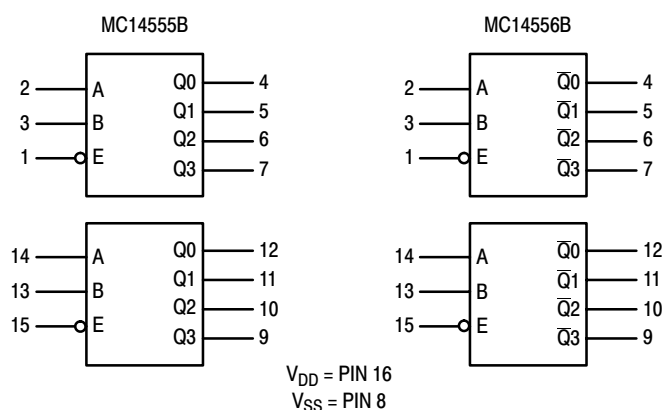 MC14555B
2 A Q0 4
3 B Q1 5
1 E Q2 6
Q3 7
14 A Q0 12
13 B Q1 11
15 E Q2 10
Q3 9
MC14556B
2 A Q̅0 4
3 B Q̅1 5
1 E Q̅2 6
Q̅3 7
14 A Q̅0 12
13 B Q̅1 11
15 E Q̅2 10
Q̅3 9
VDD = PIN 16
VSS = PIN 8